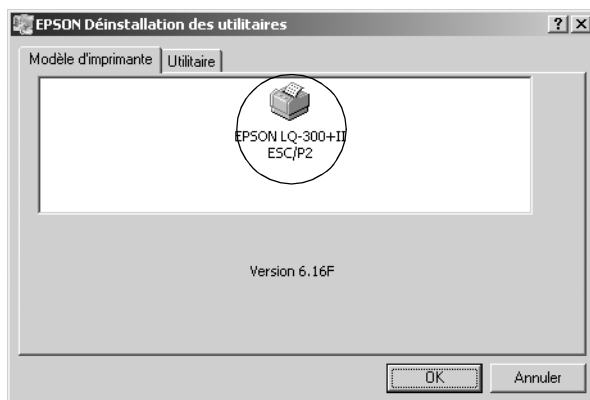 EPSON Déinstallation des utilitaires
Modèle d'imprimante
Utilitaire
EPSON LQ-300+II
ESC/P2
Version 6.16F
OK
Annuler